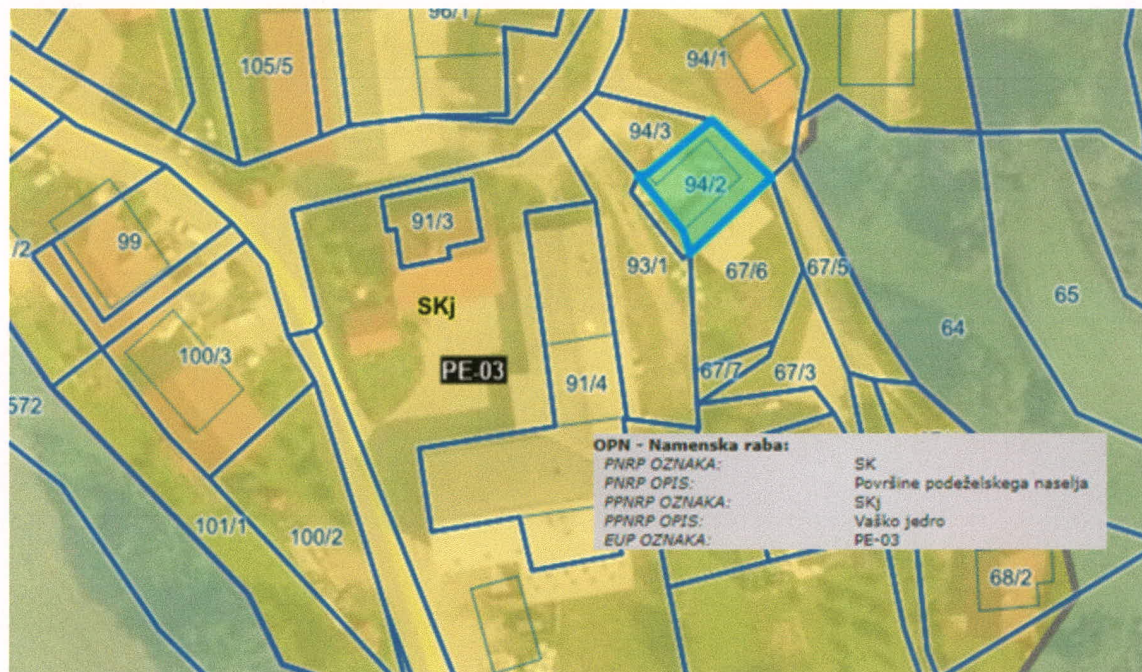 96/1
105/5
94/1
94/3
94/2
91/3
99
/2
93/1
67/6
67/5
65
SKj
64
100/3
PE-03
91/4
67/7
67/3
572
OPN - Namenska raba:
PNRP OZNAKA: SK
PNRP OPIS: Površine podeželskega naselja
PPNRP OZNAKA: SKj
PPNRP OPIS: Vaško jedro
EUP OZNAKA: PE-03
101/1
100/2
68/2